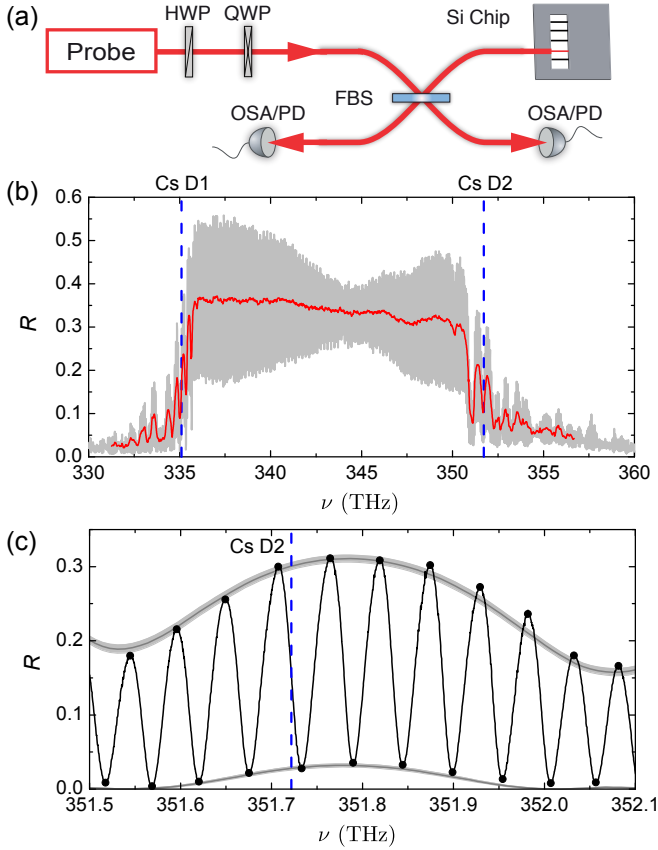 (a)
HWP QWP
Si Chip
Probe
FBS
OSA/PD OSA/PD
(b) Cs D1 Cs D2
0.6
0.5
0.4
0.3
0.2
0.1
0.0
R
330 335 340 345 350 355 360
ν (THz)
(c)
Cs D2
0.3
0.2
0.1
0.0
R
351.5 351.6 351.7 351.8 351.9 352.0 352.1
ν (THz)